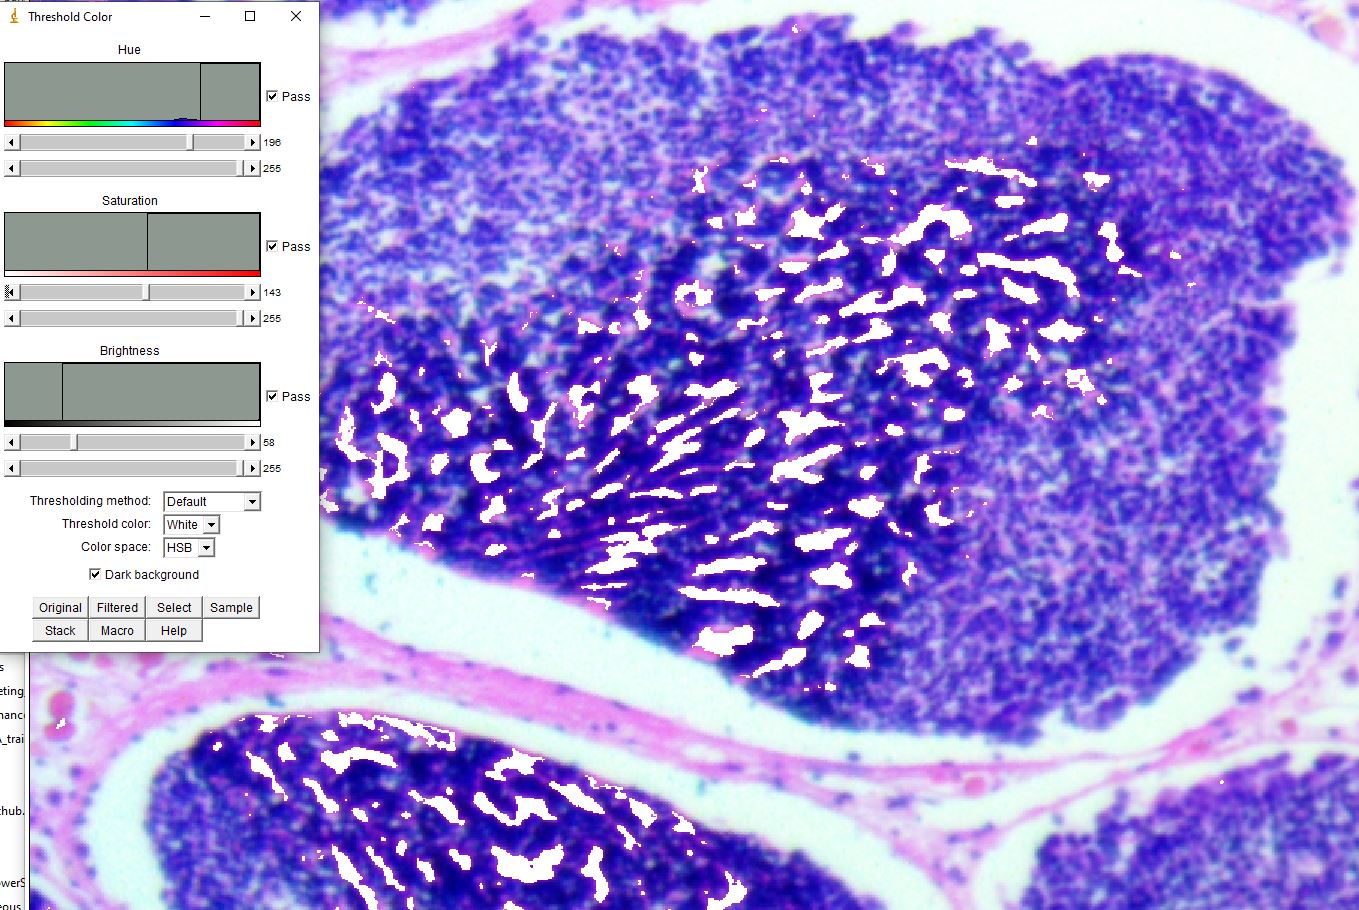 Threshold Color
Hue
Pass
196
255
Saturation
Pass
143
255
Brightness
Pass
58
255
Thresholding method: Default
Threshold color: White
Color space: HSB
Dark background
Original Filtered Select Sample
Stack Macro Help